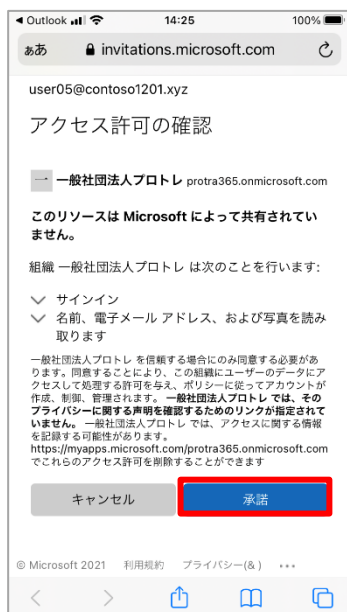 Outlook
14:25
100%
ぁあ
invitations.microsoft.com
user05@contoso1201.xyz
アクセス許可の確認
一
一般社団法人プロトレ protra365.onmicrosoft.com
このリソースは Microsoft によって共有されてい
ません。
組織 一般社団法人プロトレ は次のことを行います:
サインイン
名前、電子メール アドレス、および写真を読み
取ります
一般社団法人プロトレ を信頼する場合にのみ同意する必要があ
ります。同意することにより、この組織にユーザーのデータにア
クセスして処理する許可を与え、ポリシーに従ってアカウントが
作成、制御、管理されます。 一般社団法人プロトレ では、その
プライバシーに関する声明を確認するためのリンクが指定されて
いません。 一般社団法人プロトレ では、アクセスに関する情報
を記録する可能性があります。
https://myapps.microsoft.com/protra365.onmicrosoft.com
でこれらのアクセス許可を削除することができます
キャンセル
承諾
© Microsoft 2021 利用規約 プライバシー(& ) •••